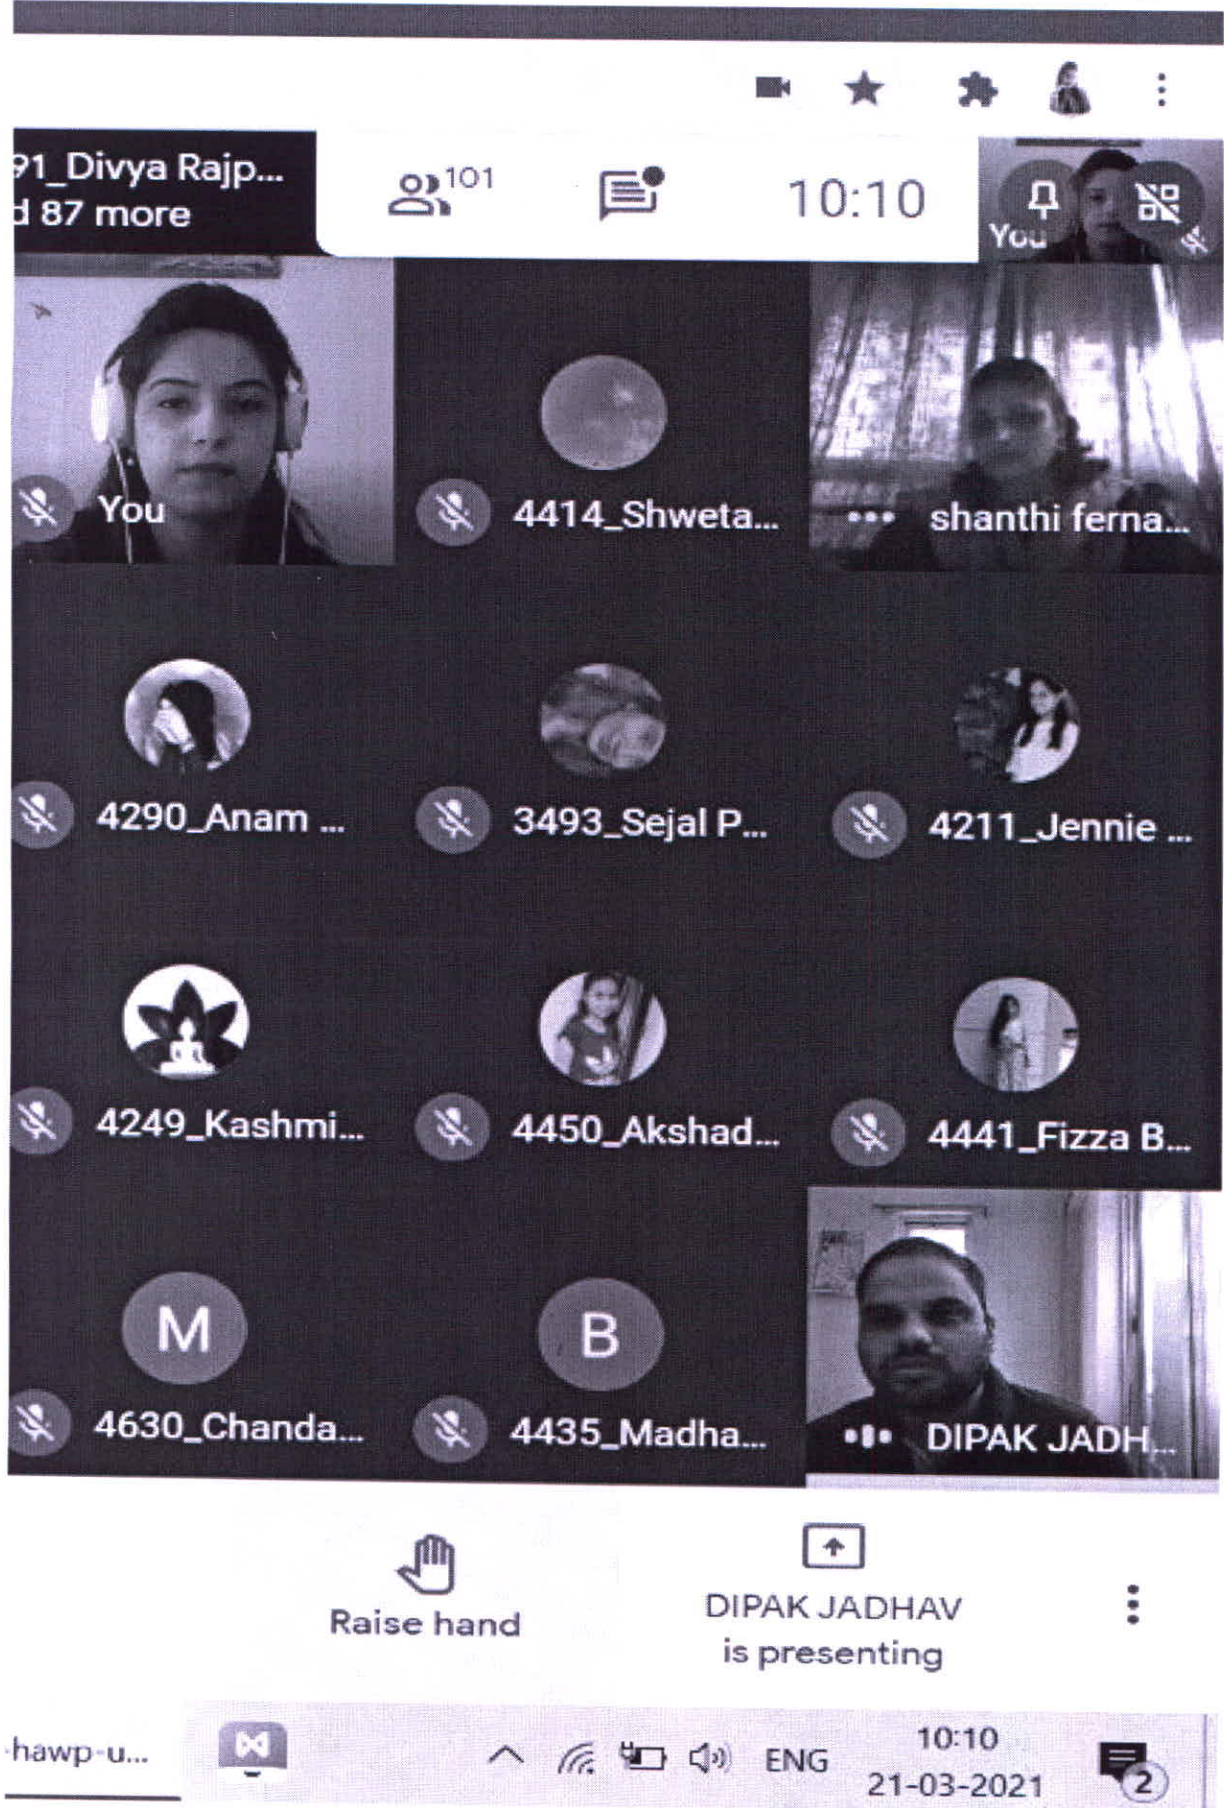 91_Divya Rajp...
d 87 more
101
10:10
You
You
4414_Shweta...
shanthi ferna...
4290_Anam ...
3493_Sejal P...
4211_Jennie ...
4249_Kashmi...
4450_Akshad...
4441_Fizza B...
M
B
4630_Chanda...
4435_Madha...
DIPAK JADH...
Raise hand
DIPAK JADHAV
is presenting
-hawp-u...
ENG
10:10
21-03-2021
2